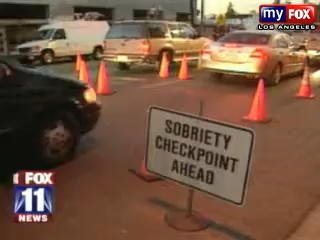 my FOX
LOS ANGELES
SOBRIETY
CHECKPOINT
AHEAD
FOX
11
NEWS